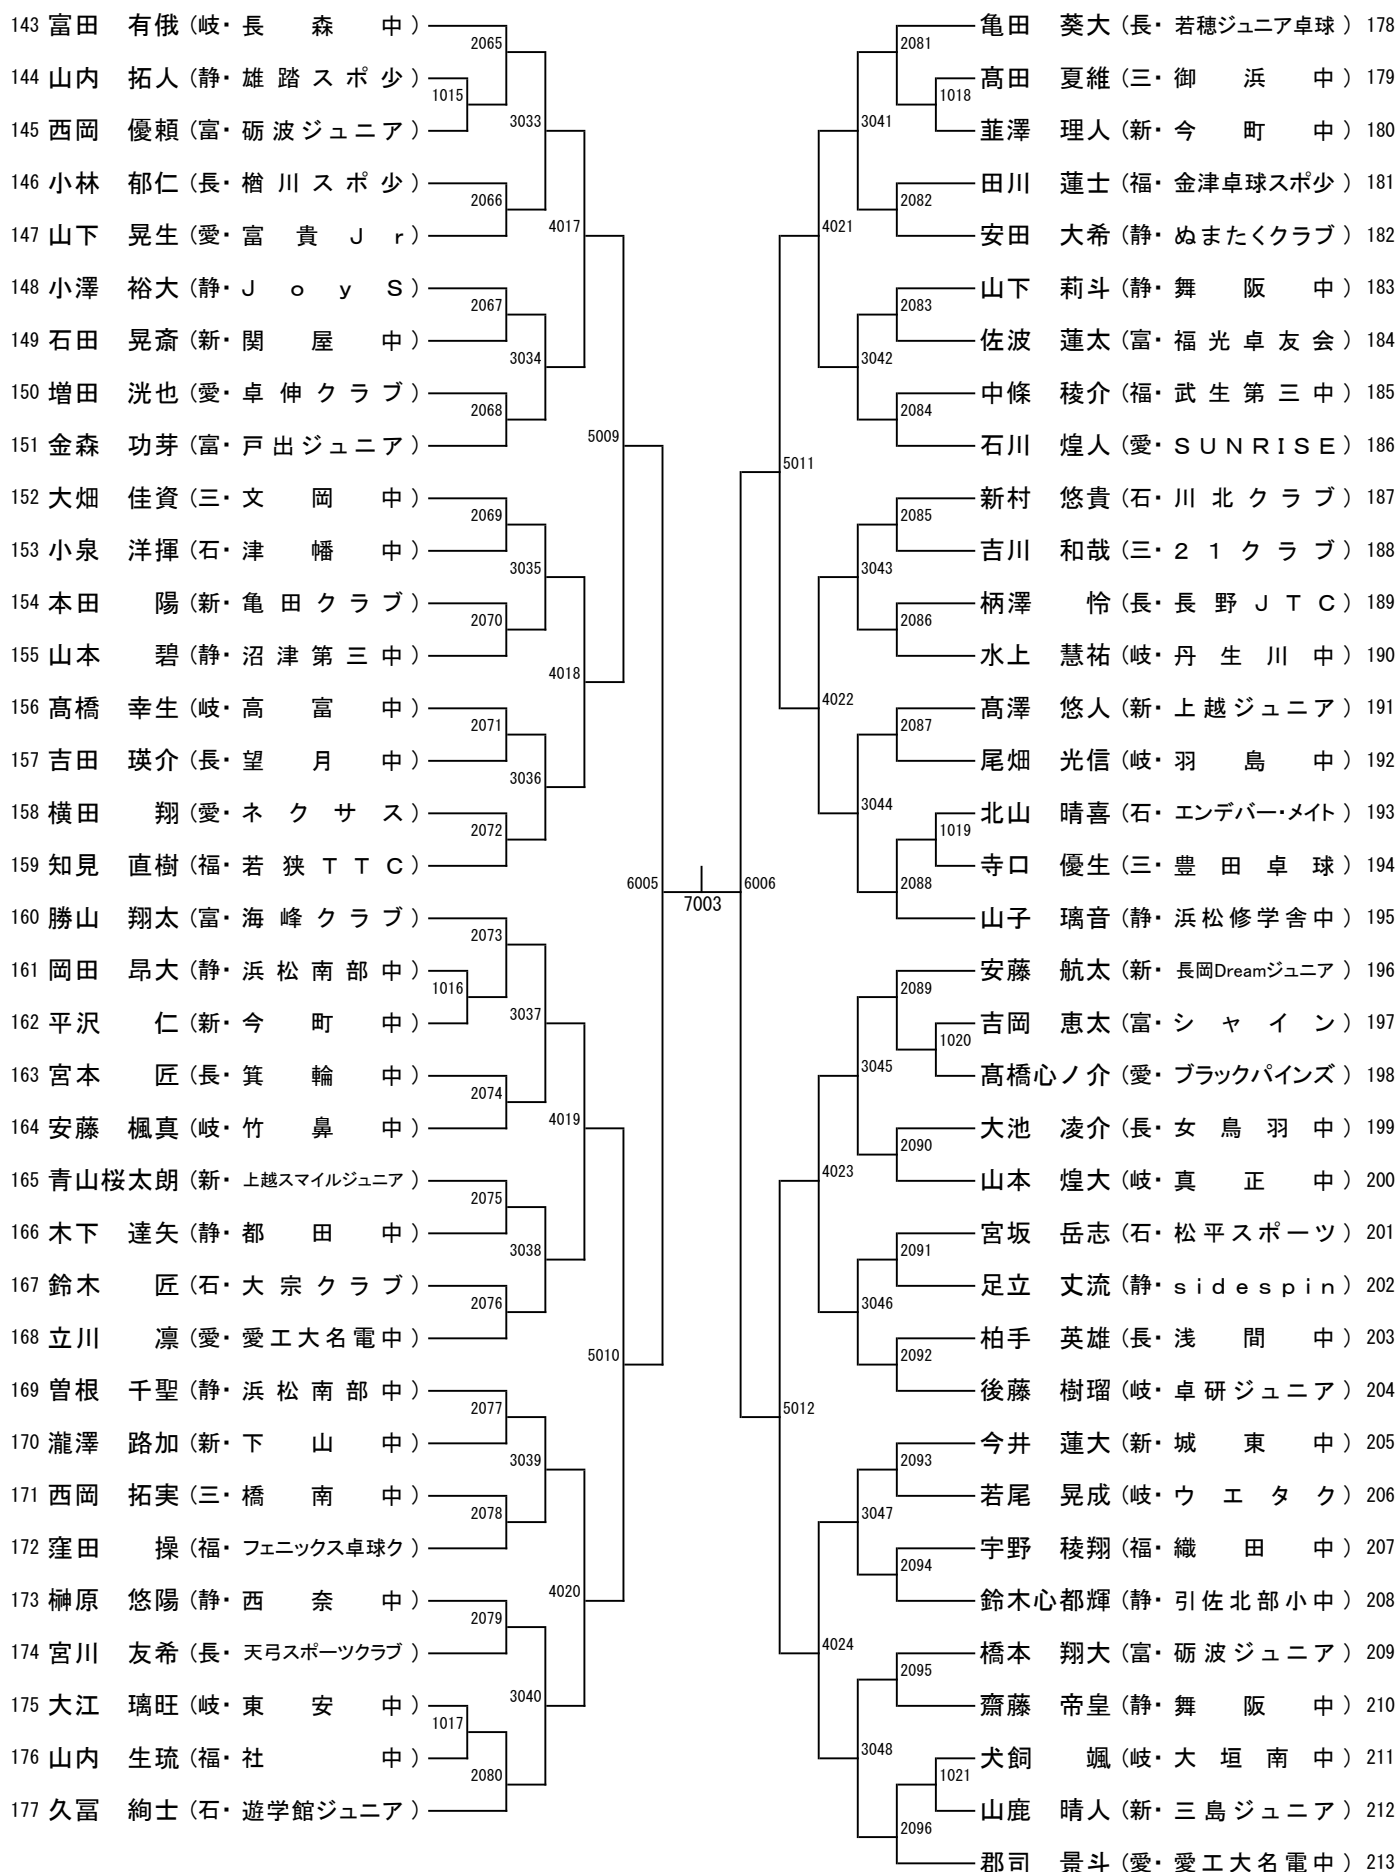 143 富田 有俄 (岐・長森中)
144 山内 拓人 (静・雄踏スポ少)
145 西岡 優頼 (富・砺波ジュニア)
146 小林 郁仁 (長・楢川スポ少)
147 山下 晃生 (愛・富貴Jr)
148 小澤 裕大 (静・JoyS)
149 石田 晃斎 (新・関屋中)
150 増田 洸也 (愛・卓伸クラブ)
151 金森 功芽 (富・戸出ジュニア)
152 大畑 佳資 (三・文岡中)
153 小泉 洋揮 (石・津幡中)
154 本田 陽 (新・亀田クラブ)
155 山本 碧 (静・沼津第三中)
156 髙橋 幸生 (岐・高富中)
157 吉田 瑛介 (長・望月中)
158 横田 翔 (愛・ネクサス)
159 知見 直樹 (福・若狭TTC)
160 勝山 翔太 (富・海峰クラブ)
161 岡田 昂大 (静・浜松南部中)
162 平沢 仁 (新・今町中)
163 宮本 匠 (長・箕輪中)
164 安藤 楓真 (岐・竹鼻中)
165 青山桜太朗 (新・上越スマイルジュニア)
166 木下 達矢 (静・都田中)
167 鈴木 匠 (石・大宗クラブ)
168 立川 凛 (愛・愛工大名電中)
169 曽根 千聖 (静・浜松南部中)
170 瀧澤 路加 (新・下山中)
171 西岡 拓実 (三・橋南中)
172 窪田 操 (福・フェニックス卓球ク)
173 榊原 悠陽 (静・西奈中)
174 宮川 友希 (長・天弓スポーツクラブ)
175 大江 璃旺 (岐・東安中)
176 山内 生琉 (福・社中)
177 久冨 絢士 (石・遊学館ジュニア)
2065
1015
3033
2066
4017
2067
3034
2068
5009
2069
3035
2070
4018
2071
3036
2072
6005
2073
1016
3037
2074
4019
2075
3038
2076
5010
2077
3039
2078
4020
2079
3040
1017
2080
7003
6006
2081
1018
3041
2082
4021
2083
3042
2084
5011
2085
3043
2086
4022
2087
3044
1019
2088
2089
1020
3045
2090
4023
2091
3046
2092
5012
2093
3047
2094
4024
2095
3048
1021
2096
亀田 葵大 (長・若穂ジュニア卓球) 178
髙田 夏維 (三・御浜中) 179
韮澤 理人 (新・今町中) 180
田川 蓮士 (福・金津卓球スポ少) 181
安田 大希 (静・ぬまたくクラブ) 182
山下 莉斗 (静・舞阪中) 183
佐波 蓮太 (富・福光卓友会) 184
中條 稜介 (福・武生第三中) 185
石川 煌人 (愛・SUNRISE) 186
新村 悠貴 (石・川北クラブ) 187
吉川 和哉 (三・21クラブ) 188
柄澤 怜 (長・長野JTC) 189
水上 慧祐 (岐・丹生川中) 190
髙澤 悠人 (新・上越ジュニア) 191
尾畑 光信 (岐・羽島中) 192
北山 晴喜 (石・エンデバー・メイト) 193
寺口 優生 (三・豊田卓球) 194
山子 璃音 (静・浜松修学舎中) 195
安藤 航太 (新・長岡Dreamジュニア) 196
吉岡 恵太 (富・シャイン) 197
髙橋心ノ介 (愛・ブラックパインズ) 198
大池 凌介 (長・女鳥羽中) 199
山本 煌大 (岐・真正中) 200
宮坂 岳志 (石・松平スポーツ) 201
足立 丈流 (静・sidespin) 202
柏手 英雄 (長・浅間中) 203
後藤 樹瑠 (岐・卓研ジュニア) 204
今井 蓮大 (新・城東中) 205
若尾 晃成 (岐・ウエタク) 206
宇野 稜翔 (福・織田中) 207
鈴木心都輝 (静・引佐北部小中) 208
橋本 翔大 (富・砺波ジュニア) 209
齋藤 帝皇 (静・舞阪中) 210
犬飼 颯 (岐・大垣南中) 211
山鹿 晴人 (新・三島ジュニア) 212
郡司 景斗 (愛・愛工大名電中) 213